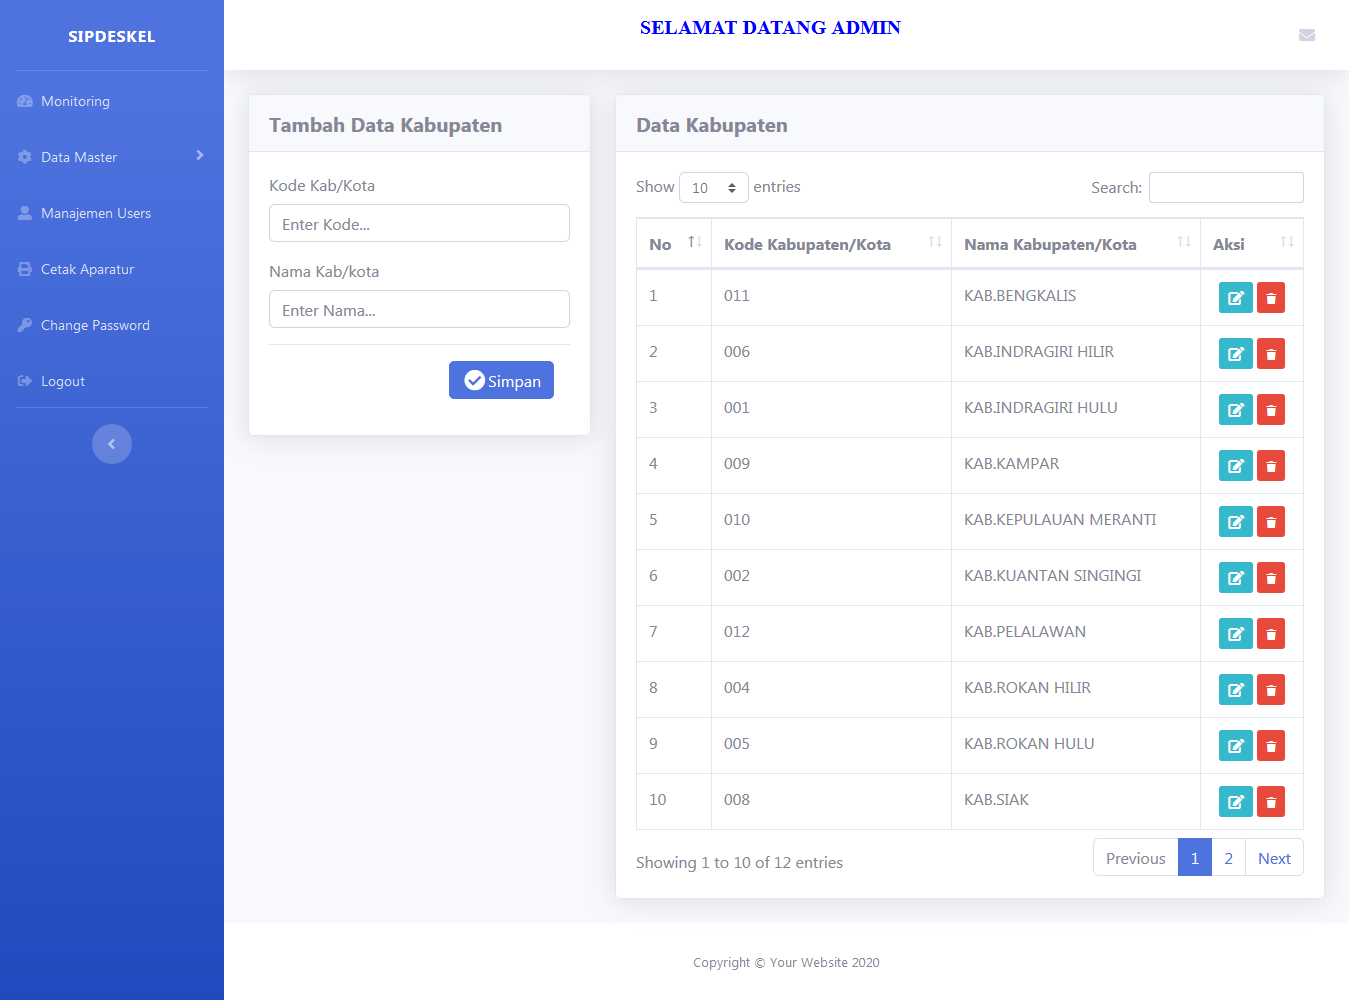 SIPDESKEL
Monitoring
Data Master
Manajemen Users
Cetak Aparatur
Change Password
Logout
SELAMAT DATANG ADMIN
Tambah Data Kabupaten
Kode Kab/Kota
Enter Kode...
Nama Kab/kota
Enter Nama...
Simpan
Data Kabupaten
Show 10 entries Search:
No Kode Kabupaten/Kota Nama Kabupaten/Kota Aksi
1 011 KAB.BENGKALIS
2 006 KAB.INDRAGIRI HILIR
3 001 KAB.INDRAGIRI HULU
4 009 KAB.KAMPAR
5 010 KAB.KEPULAUAN MERANTI
6 002 KAB.KUANTAN SINGINGI
7 012 KAB.PELALAWAN
8 004 KAB.ROKAN HILIR
9 005 KAB.ROKAN HULU
10 008 KAB.SIAK
Showing 1 to 10 of 12 entries Previous 1 2 Next
Copyright © Your Website 2020